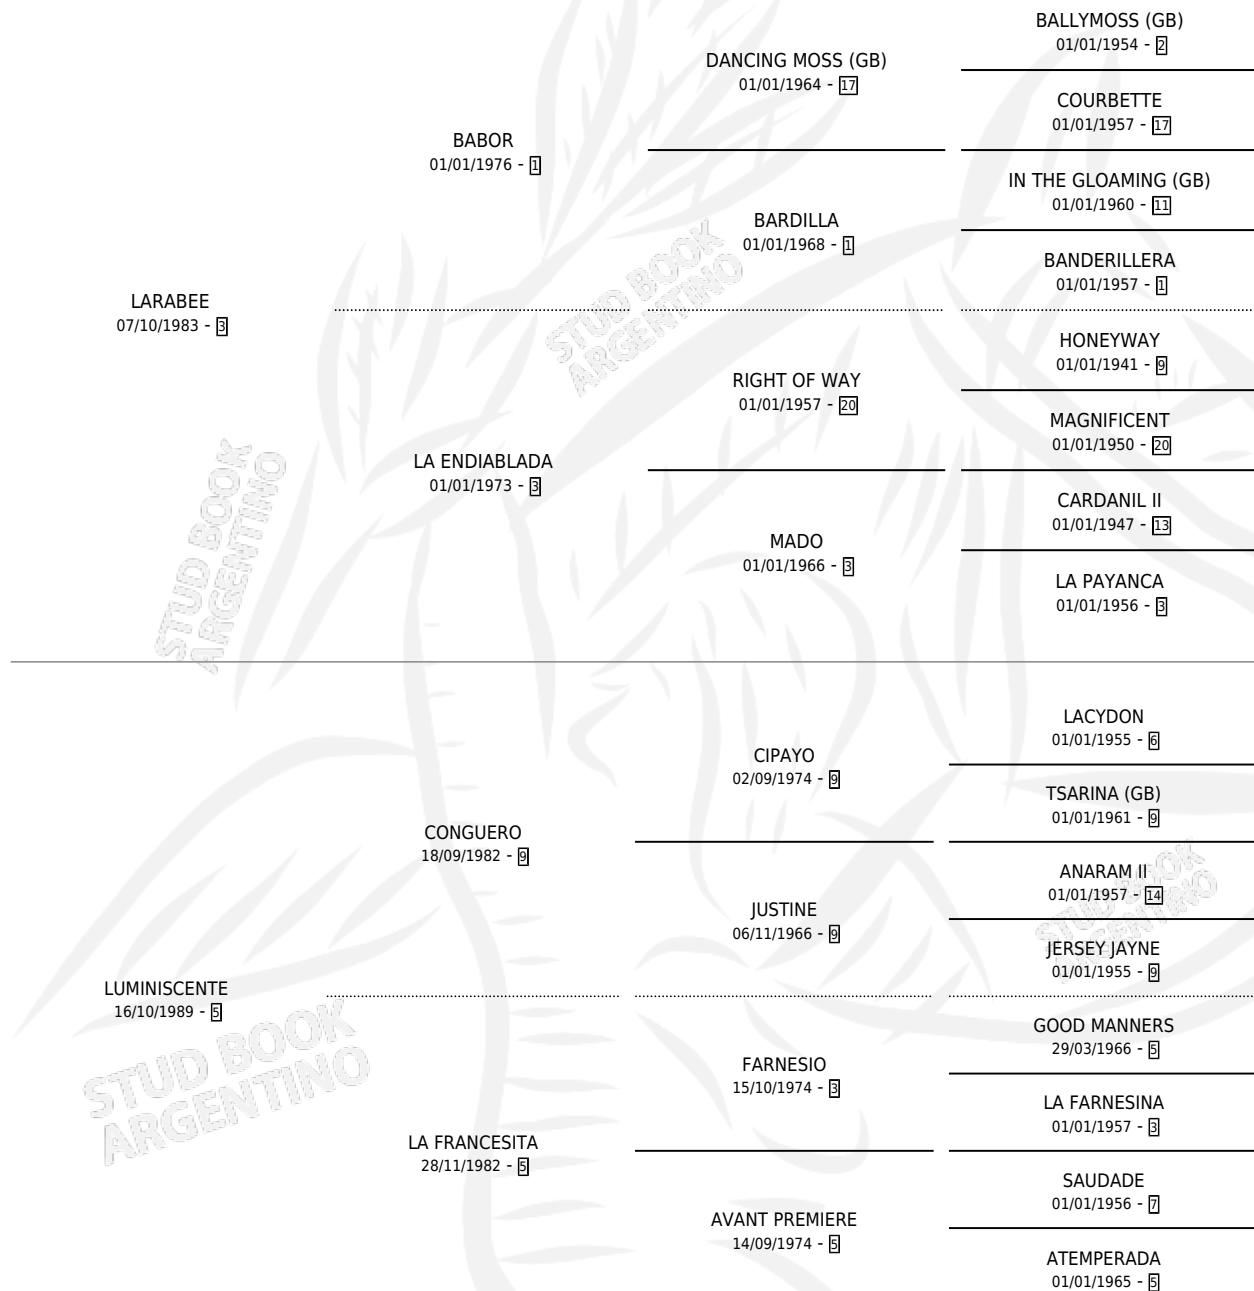 BALLYMOSS (GB)
01/01/1954 - 2
DANCING MOSS (GB)
01/01/1964 - 17
COURBETTE
01/01/1957 - 17
BABOR
01/01/1976 - 1
IN THE GLOAMING (GB)
01/01/1960 - 11
BARDILLA
01/01/1968 - 1
BANDERILLERA
01/01/1957 - 1
LARABEE
07/10/1983 - 3
HONEYWAY
01/01/1941 - 9
RIGHT OF WAY
01/01/1957 - 20
MAGNIFICENT
01/01/1950 - 20
LA ENDIABLADA
01/01/1973 - 3
CARDANIL II
01/01/1947 - 13
MADO
01/01/1966 - 3
LA PAYANCA
01/01/1956 - 3
LACYDON
01/01/1955 - 6
CIPAYO
02/09/1974 - 9
TSARINA (GB)
01/01/1961 - 9
CONGUERO
18/09/1982 - 9
ANARAM II
01/01/1957 - 14
JUSTINE
06/11/1966 - 9
JERSEY JAYNE
01/01/1955 - 9
LUMINISCENTE
16/10/1989 - 5
GOOD MANNERS
29/03/1966 - 5
FARNESIO
15/10/1974 - 3
LA FARNESINA
01/01/1957 - 3
LA FRANCESITA
28/11/1982 - 5
SAUDADE
01/01/1956 - 7
AVANT PREMIERE
14/09/1974 - 5
ATEMPERADA
01/01/1965 - 5
STUD BOOK
ARGENTINO
STUD BOOK
ARGENTINO
STUD BOOK
ARGENTINO
STUD BOOK
ARGENTINO